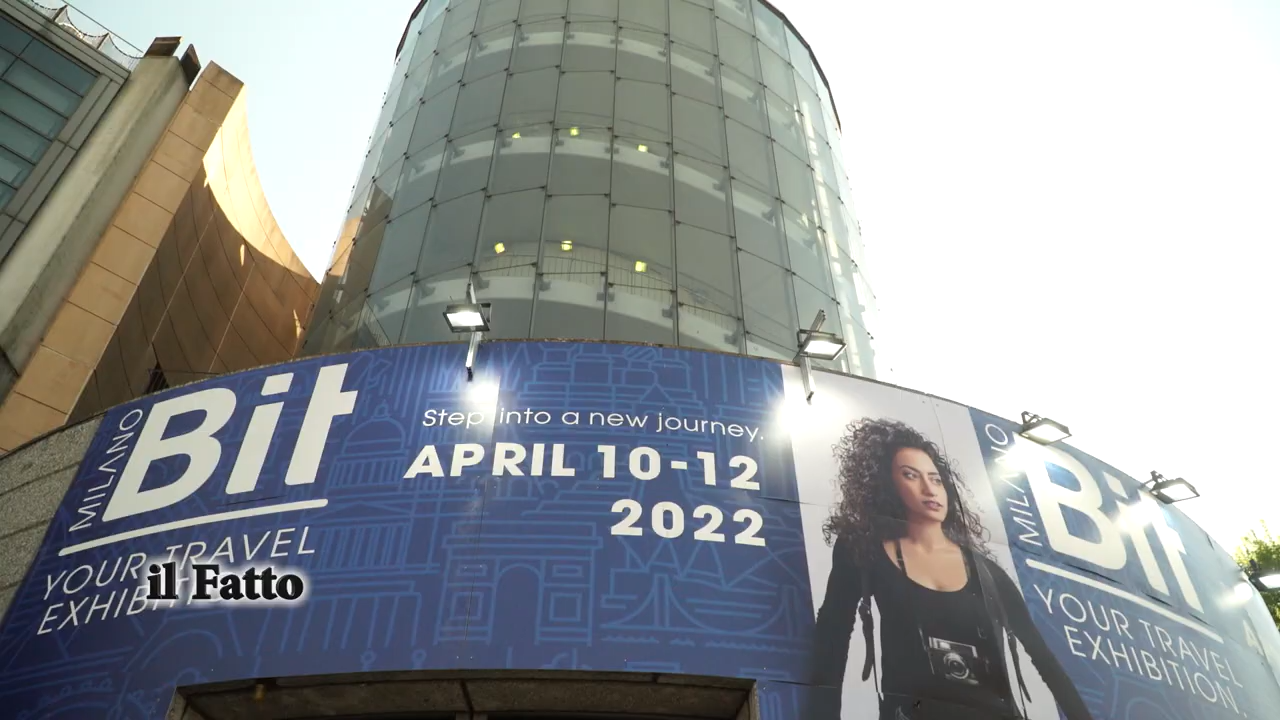 MILANO
Bit
YOUR TRAVEL
EXHIBIT
il Fatto
Step into a new journey.
APRIL 10-12
2022
MILANO
Bit
YOUR TRAVEL
EXHIBITION.